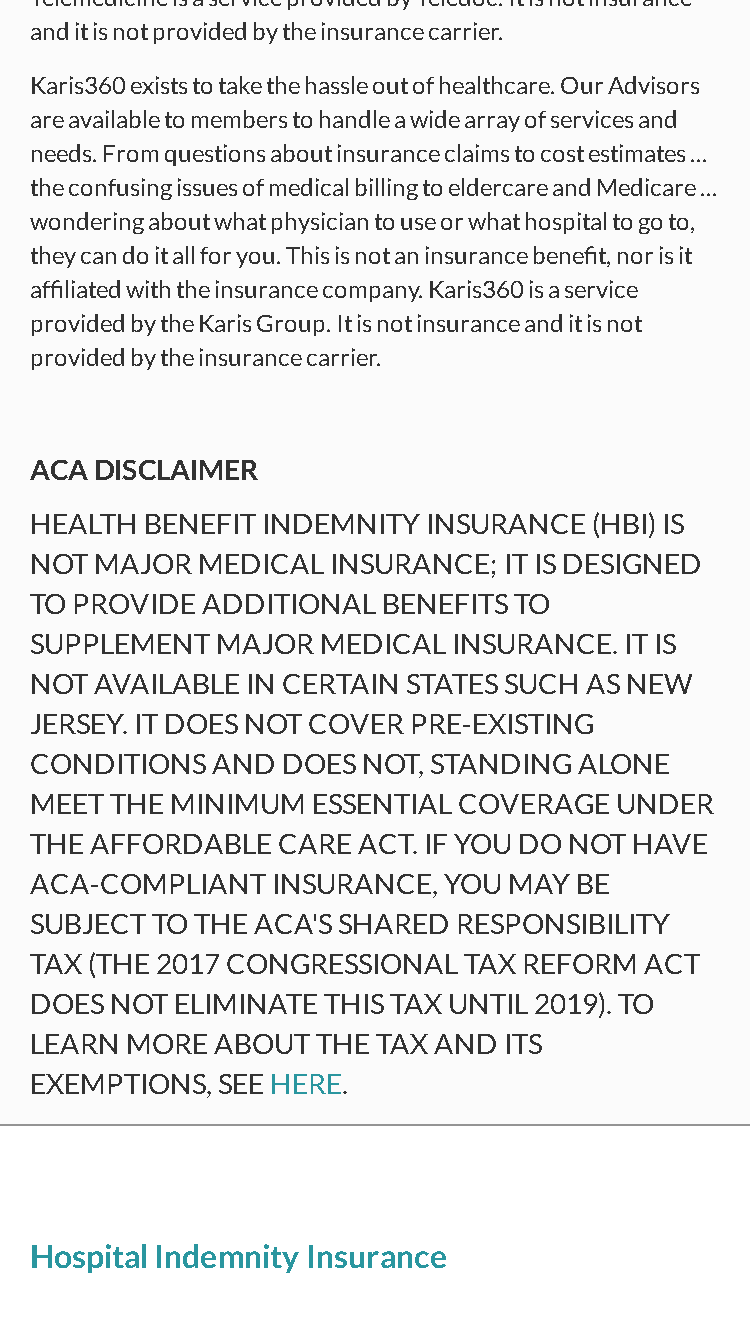 Telemedicine is a service provided by Teledoc. It is not insurance
and it is not provided by the insurance carrier.
Karis360 exists to take the hassle out of healthcare. Our Advisors
are available to members to handle a wide array of services and
needs. From questions about insurance claims to cost estimates ...
the confusing issues of medical billing to eldercare and Medicare ...
wondering about what physician to use or what hospital to go to,
they can do it all for you. This is not an insurance benefit, nor is it
affiliated with the insurance company. Karis360 is a service
provided by the Karis Group. It is not insurance and it is not
provided by the insurance carrier.
ACA DISCLAIMER
HEALTH BENEFIT INDEMNITY INSURANCE (HBI) IS
NOT MAJOR MEDICAL INSURANCE; IT IS DESIGNED
TO PROVIDE ADDITIONAL BENEFITS TO
SUPPLEMENT MAJOR MEDICAL INSURANCE. IT IS
NOT AVAILABLE IN CERTAIN STATES SUCH AS NEW
JERSEY. IT DOES NOT COVER PRE-EXISTING
CONDITIONS AND DOES NOT, STANDING ALONE
MEET THE MINIMUM ESSENTIAL COVERAGE UNDER
THE AFFORDABLE CARE ACT. IF YOU DO NOT HAVE
ACA-COMPLIANT INSURANCE, YOU MAY BE
SUBJECT TO THE ACA'S SHARED RESPONSIBILITY
TAX (THE 2017 CONGRESSIONAL TAX REFORM ACT
DOES NOT ELIMINATE THIS TAX UNTIL 2019). TO
LEARN MORE ABOUT THE TAX AND ITS
EXEMPTIONS, SEE HERE.
Hospital Indemnity Insurance